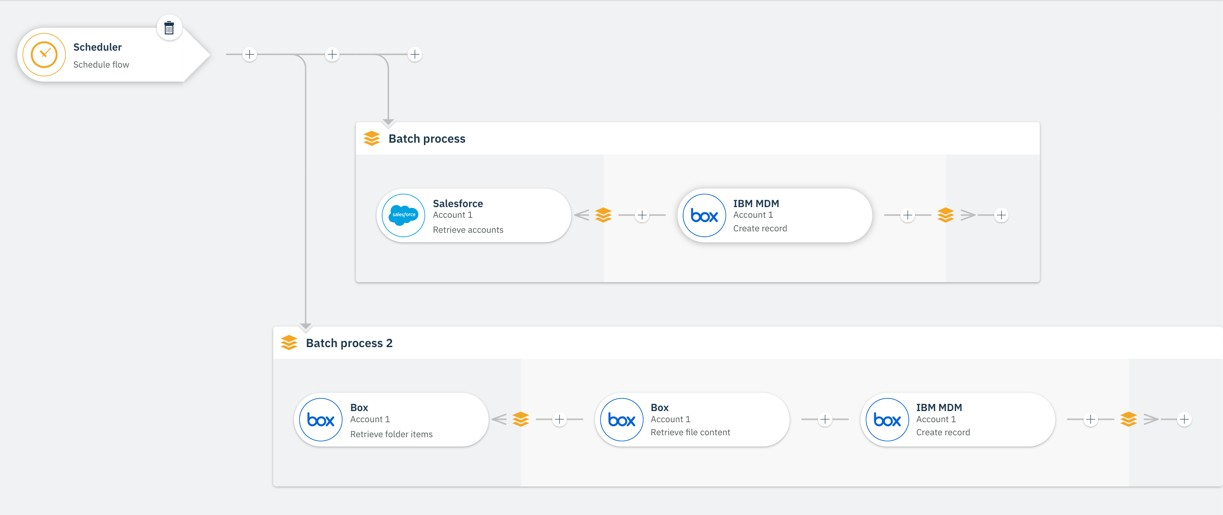 Scheduler
Schedule flow
Batch process
Salesforce
salesforce
Account 1
Retrieve accounts
IBM MDM
box
Account 1
Create record
Batch process 2
Box
box
Account 1
Retrieve folder items
Box
box
Account 1
Retrieve file content
IBM MDM
box
Account 1
Create record